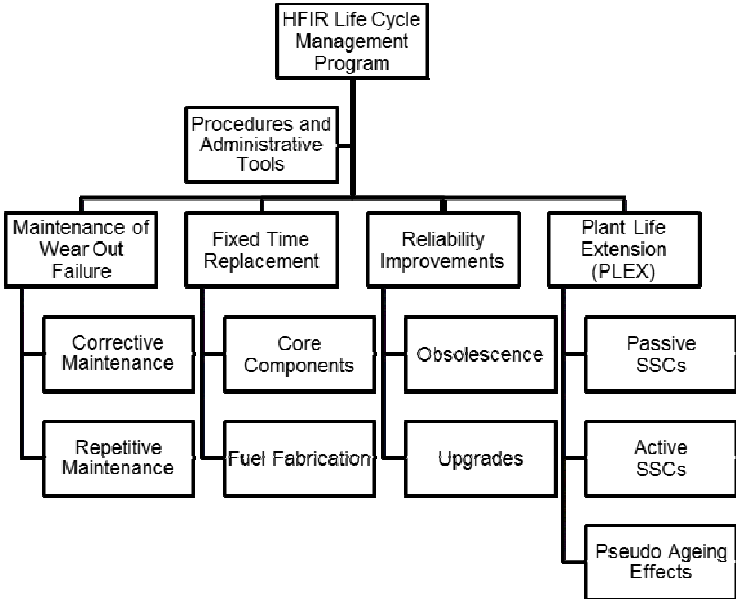 HFIR Life Cycle
Management
Program
Procedures and
Administrative
Tools
Maintenance of
Wear Out
Failure
Fixed Time
Replacement
Reliability
Improvements
Plant Life
Extension
(PLEX)
Corrective
Maintenance
Core
Components
Obsolescence
Passive
SSCs
Repetitive
Maintenance
Fuel Fabrication
Upgrades
Active
SSCs
Pseudo Ageing
Effects